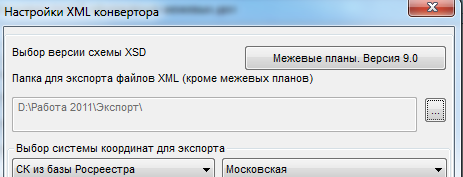 Настройки XML конвертора
Выбор версии схемы XSD
Межевые планы. Версия 9.0
Папка для экспорта файлов XML (кроме межевых планов)
D:\Работа 2011\Экспорт\
...
Выбор системы координат для экспорта
СК из базы Росреестра
Московская